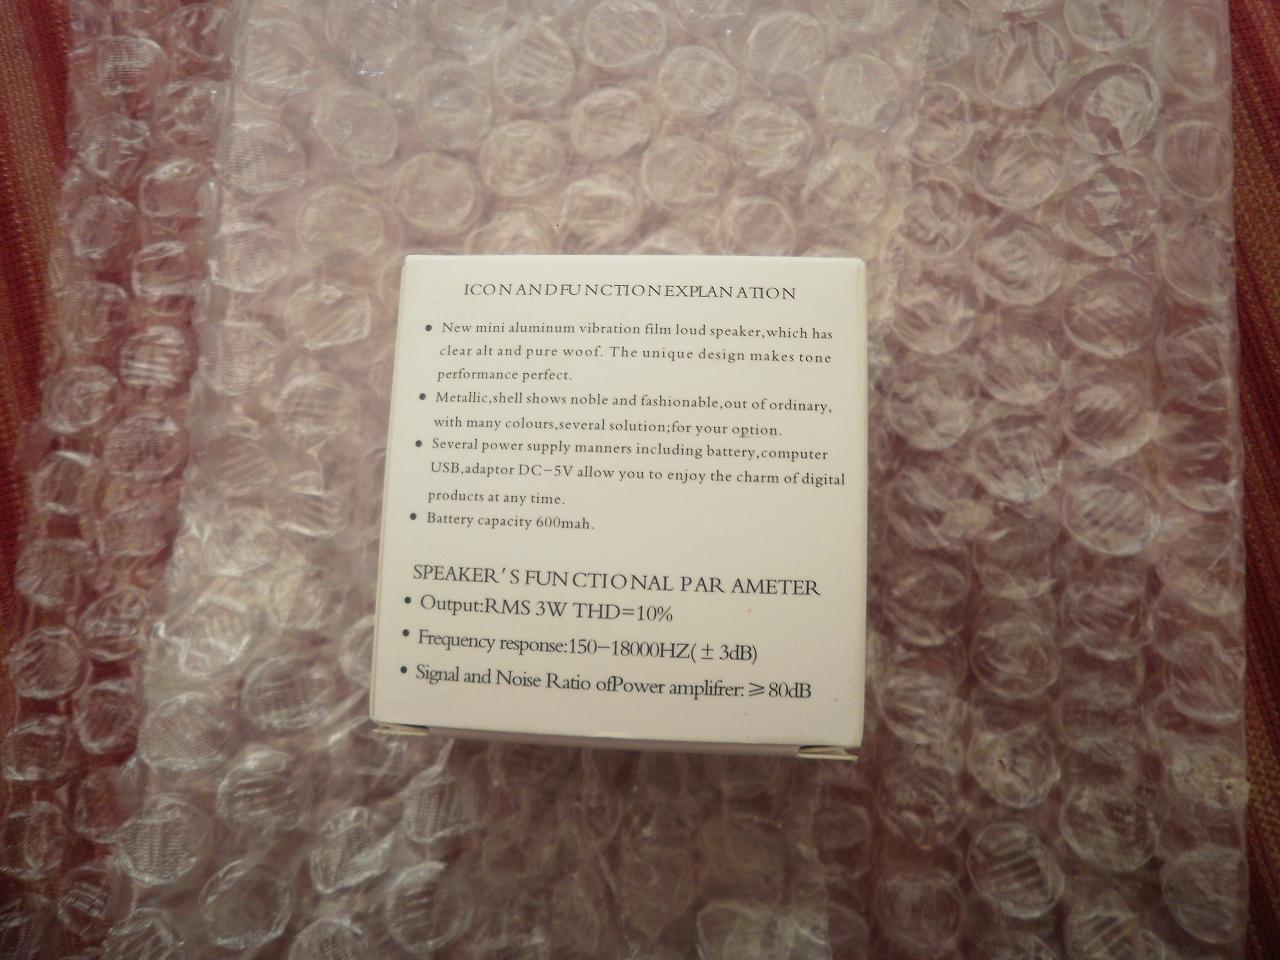 ICON AND FUNCTION EXPLANATION
• New mini aluminum vibration film loud speaker,which has
clear alt and pure woof. The unique design makes tone
performance perfect.
• Metallic,shell shows noble and fashionable,out of ordinary,
with many colours,several solution;for your option.
• Several power supply manners including battery,computer
USB,adaptor DC-5V allow you to enjoy the charm of digital
products at any time.
• Battery capacity 600mah.
SPEAKER'S FUNCTIONAL PAR AMETER
• Output:RMS 3W THD=10%
• Frequency response:150-18000HZ(± 3dB)
• Signal and Noise Ratio ofPower amplifrer: ≥80dB